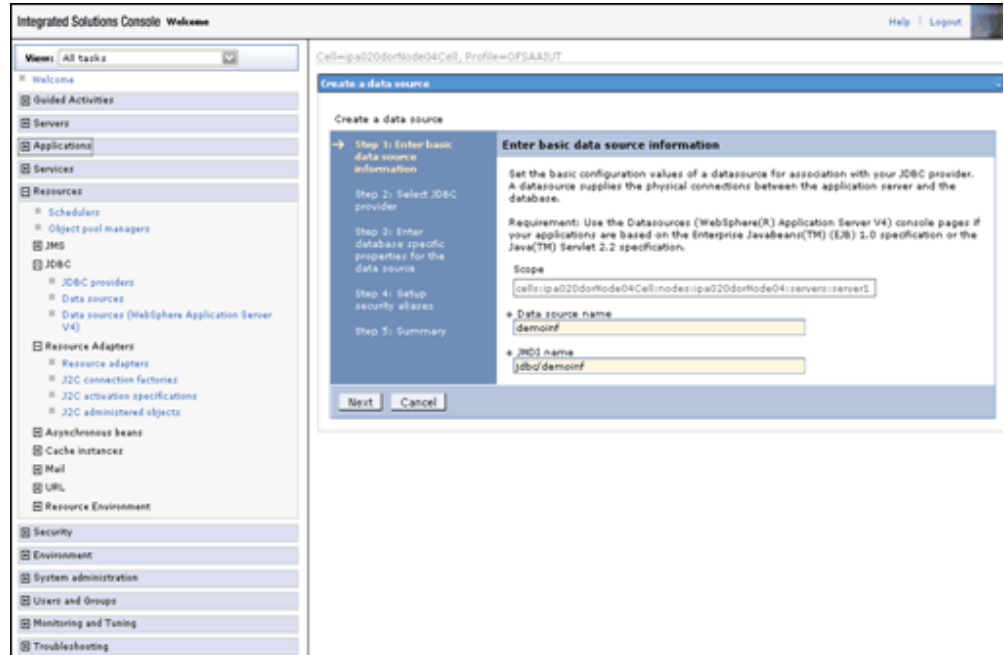 Integrated Solutions Console Welcome
Help | Logout
View: All tasks
Welcome
Guided Activities
Servers
Applications
Services
Resources
Schedulers
Object pool managers
JMS
JDBC
JDBC providers
Data sources
Data sources (WebSphere Application Server
V4)
Resource Adapters
Resource adapters
J2C connection factories
J2C activation specifications
J2C administered objects
Asynchronous beans
Cache instances
Mail
URL
Resource Environment
Security
Environment
System administration
Users and Groups
Monitoring and Tuning
Troubleshooting
Cell=ipa020dorNode04Cell, Profile=OFSAAIUT
Create a data source
Create a data source
Step 1: Enter basic
data source
information
Step 2: Select JDBC
provider
Step 3: Enter
database specific
properties for the
data source
Step 4: Setup
security aliases
Step 5: Summary
Enter basic data source information
Set the basic configuration values of a datasource for association with your JDBC provider.
A datasource supplies the physical connections between the application server and the
database.
Requirement: Use the Datasources (WebSphere(R) Application Server V4) console pages if
your applications are based on the Enterprise JavaBeans(TM) (EJB) 1.0 specification or the
Java(TM) Servlet 2.2 specification.
Scope
cells:ipa020dorNode04Cell:nodes:ipa020dorNode04:servers:server1
* Data source name
demoinf
* JNDI name
jdbc/demoinf
Next
Cancel